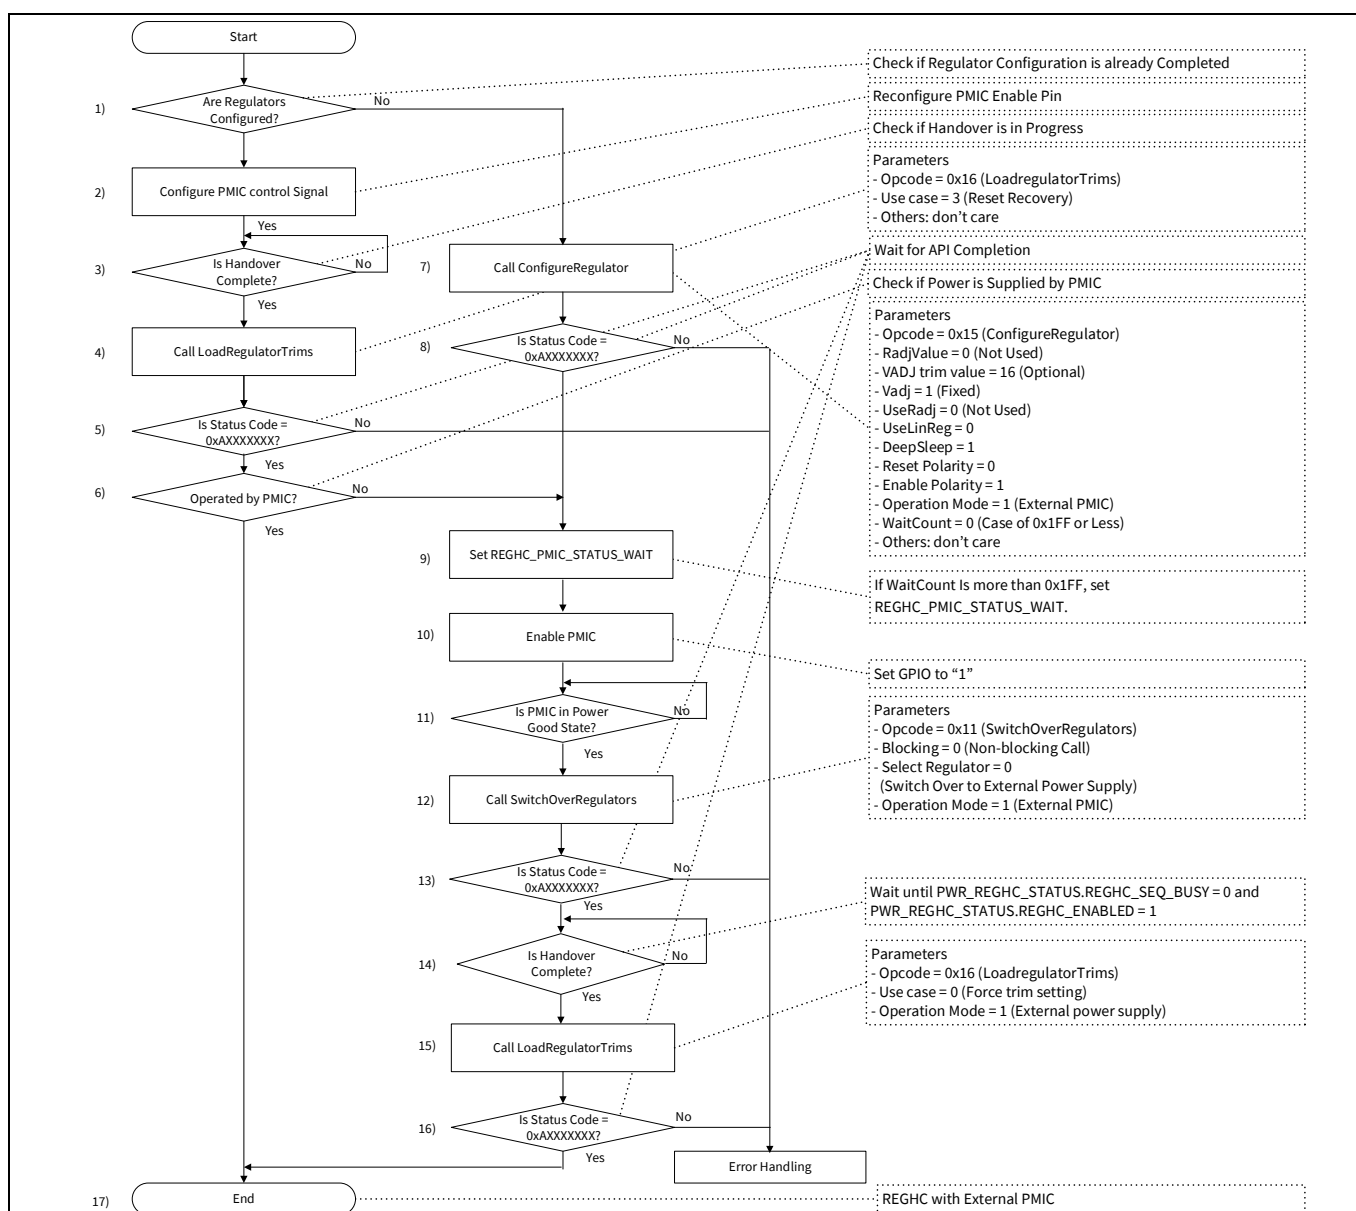 Start
1)
Are Regulators
Configured?
No
2)
Configure PMIC control Signal
Yes
3)
Is Handover
Complete?
No
Yes
4)
Call LoadRegulatorTrims
5)
Is Status Code =
0xAXXXXXXX?
No
Yes
6)
Operated by PMIC?
No
Yes
7)
Call ConfigureRegulator
8)
Is Status Code =
0xAXXXXXXX?
No
9)
Set REGHC_PMIC_STATUS_WAIT
10)
Enable PMIC
11)
Is PMIC in Power
Good State?
No
Yes
12)
Call SwitchOverRegulators
13)
Is Status Code =
0xAXXXXXXX?
No
Yes
14)
Is Handover
Complete?
No
Yes
15)
Call LoadRegulatorTrims
16)
Is Status Code =
0xAXXXXXXX?
No
Yes
Error Handling
17)
End
Check if Regulator Configuration is already Completed
Reconfigure PMIC Enable Pin
Check if Handover is in Progress
Parameters
- Opcode = 0x16 (LoadregulatorTrims)
- Use case = 3 (Reset Recovery)
- Others: don't care
Wait for API Completion
Check if Power is Supplied by PMIC
Parameters
- Opcode = 0x15 (ConfigureRegulator)
- RadjValue = 0 (Not Used)
- VADJ trim value = 16 (Optional)
- Vadj = 1 (Fixed)
- UseRadj = 0 (Not Used)
- UseLinReg = 0
- DeepSleep = 1
- Reset Polarity = 0
- Enable Polarity = 1
- Operation Mode = 1 (External PMIC)
- WaitCount = 0 (Case of 0x1FF or Less)
- Others: don't care
If WaitCount Is more than 0x1FF, set
REGHC_PMIC_STATUS_WAIT.
Set GPIO to “1”
Parameters
- Opcode = 0x11 (SwitchOverRegulators)
- Blocking = 0 (Non-blocking Call)
- Select Regulator = 0
(Switch Over to External Power Supply)
- Operation Mode = 1 (External PMIC)
Wait until PWR_REGHC_STATUS.REGHC_SEQ_BUSY = 0 and
PWR_REGHC_STATUS.REGHC_ENABLED = 1
Parameters
- Opcode = 0x16 (LoadregulatorTrims)
- Use case = 0 (Force trim setting)
- Operation Mode = 1 (External power supply)
REGHC with External PMIC